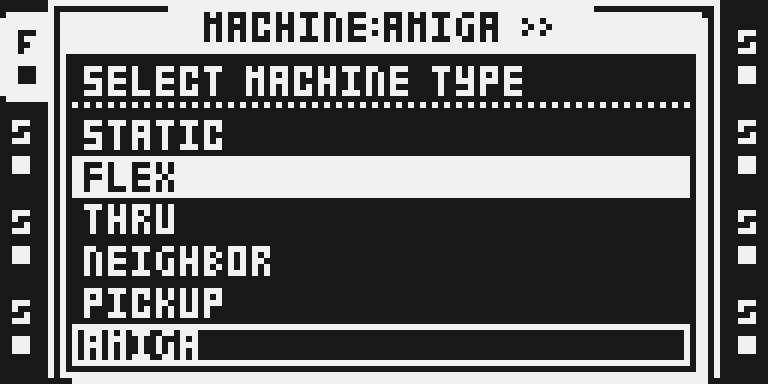 MACHINE:AMIGA >>
SELECT MACHINE TYPE
STATIC
FLEX
THRU
NEIGHBOR
PICKUP
AMIGA
F
S
S
S
S
S
S
S